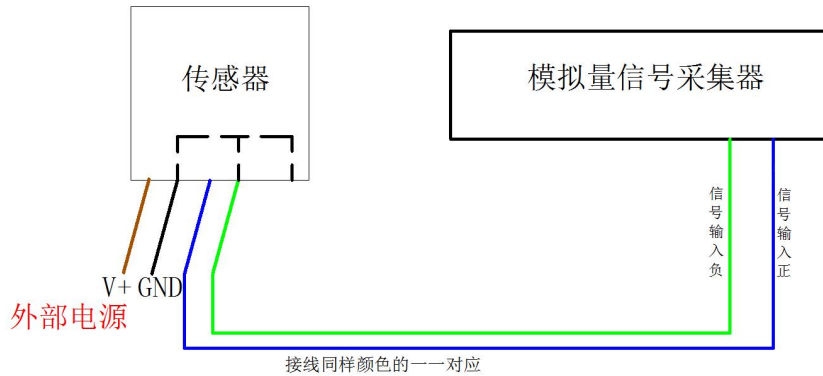 传感器
模拟量信号采集器
信号输入负
信号输入正
V+ GND
外部电源
接线同样颜色的一一对应